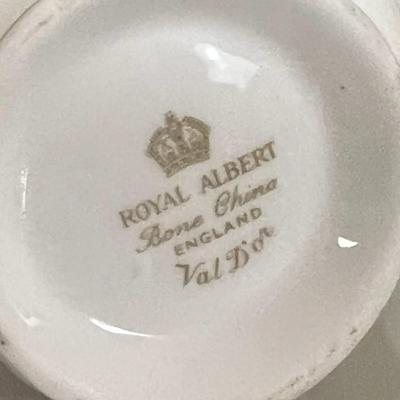 ROYAL ALBERT
Bone China
ENGLAND
Val D'or